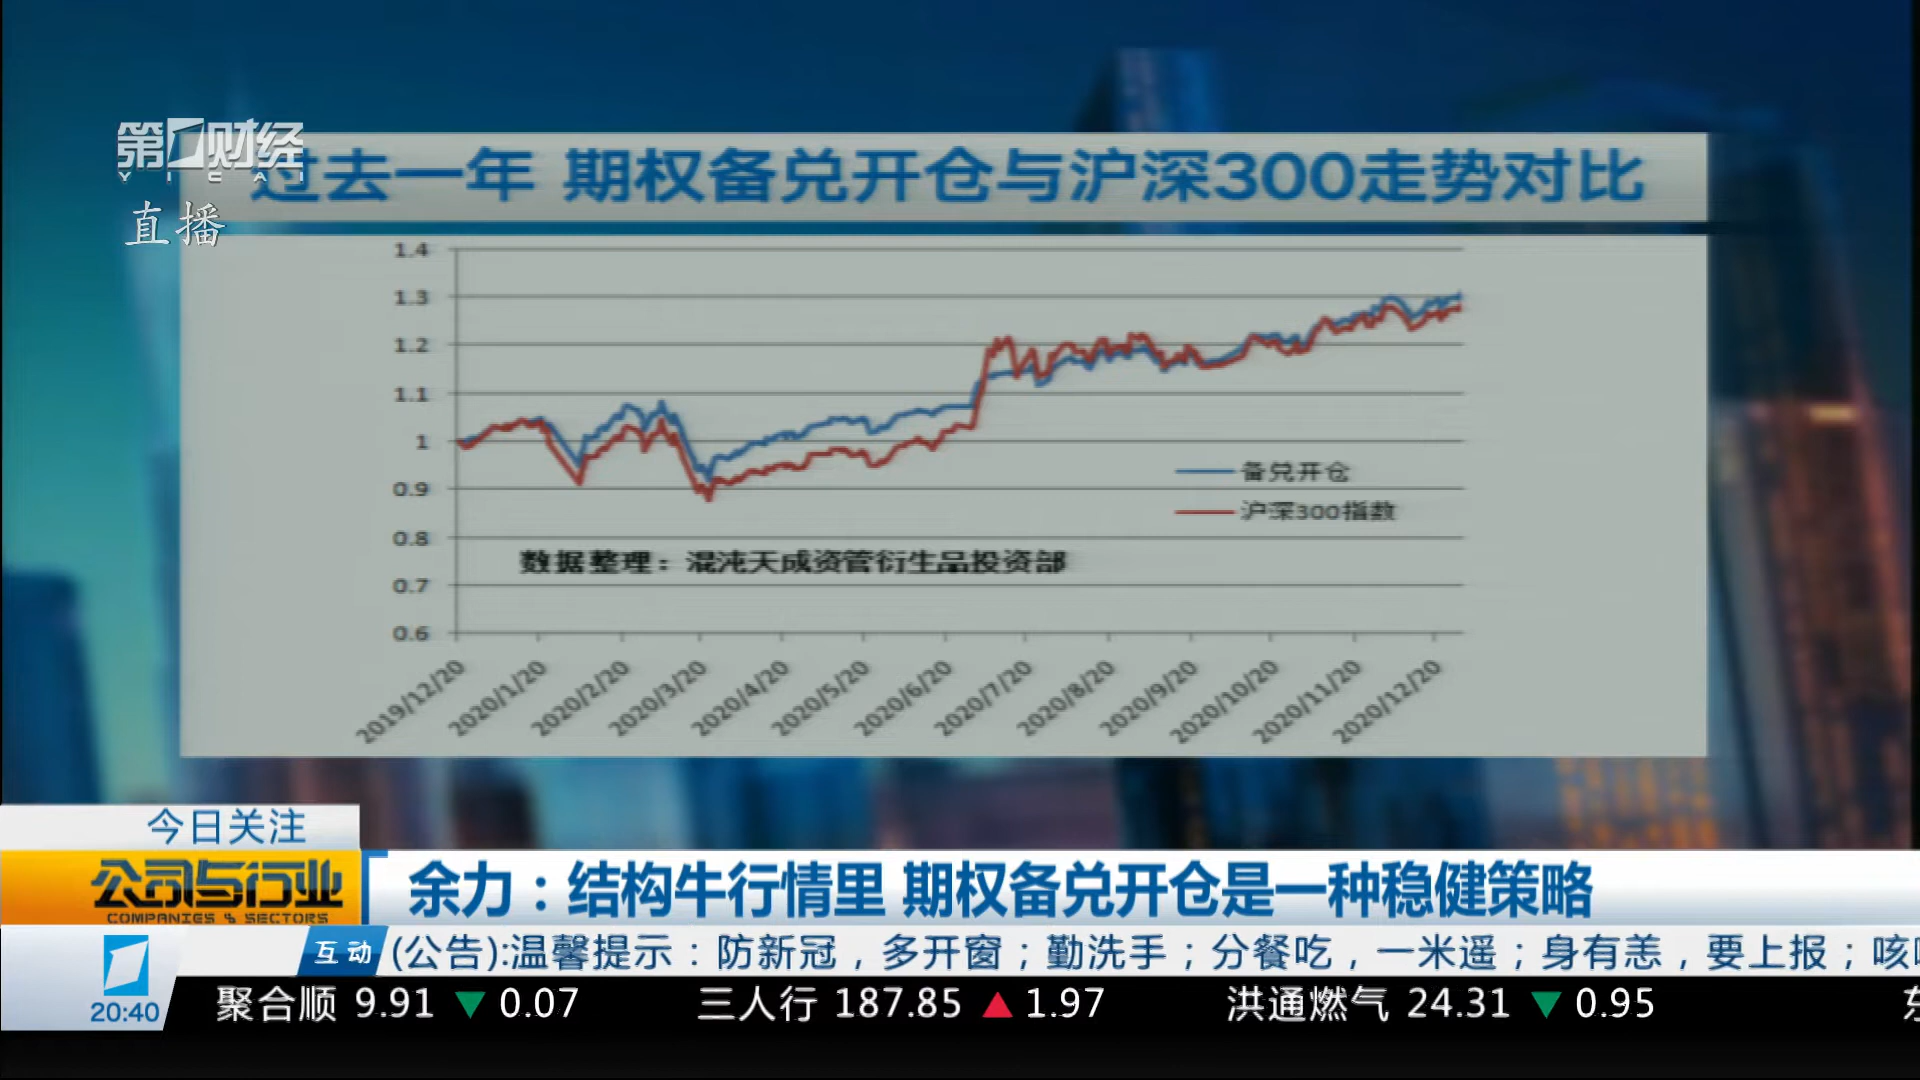 第一财经
YICAI
直播
过去一年 期权备兑开仓与沪深300走势对比
1.4
1.3
1.2
1.1
1
0.9
0.8
0.7
0.6
备兑开仓
沪深300指数
数据整理：混沌天成资管衍生品投资部
2019/12/20
2020/1/20
2020/2/20
2020/3/20
2020/4/20
2020/5/20
2020/6/20
2020/7/20
2020/8/20
2020/9/20
2020/10/20
2020/11/20
2020/12/20
今日关注
公司与行业
COMPANIES & SECTORS
余力：结构牛行情里 期权备兑开仓是一种稳健策略
互动
(公告):温馨提示：防新冠，多开窗；勤洗手；分餐吃，一米遥；身有恙，要上报；咳
20:40
聚合顺 9.91 ▼ 0.07 三人行 187.85 ▲ 1.97 洪通燃气 24.31 ▼ 0.95